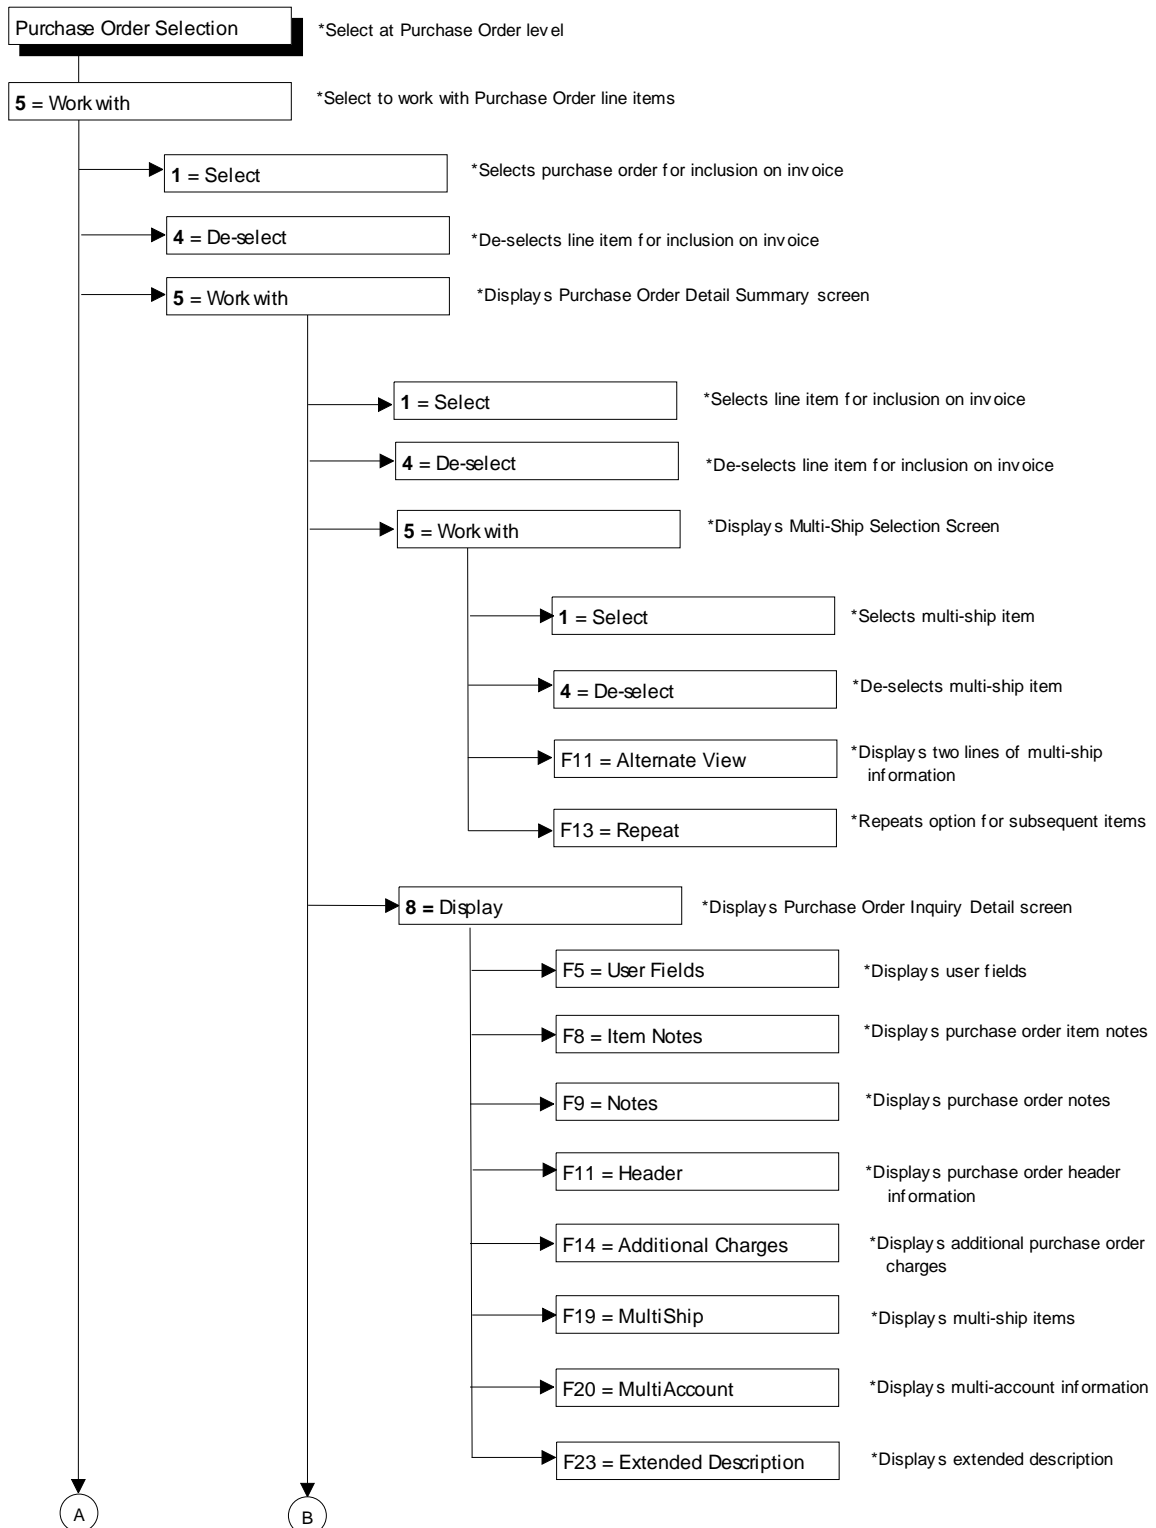 Purchase Order Selection
*Select at Purchase Order level
5 = Work with
*Select to work with Purchase Order line items
1 = Select
*Selects purchase order for inclusion on invoice
4 = De-select
*De-selects line item for inclusion on invoice
5 = Work with
*Displays Purchase Order Detail Summary screen
1 = Select
*Selects line item for inclusion on invoice
4 = De-select
*De-selects line item for inclusion on invoice
5 = Work with
*Displays Multi-Ship Selection Screen
1 = Select
*Selects multi-ship item
4 = De-select
*De-selects multi-ship item
F11 = Alternate View
*Displays two lines of multi-ship
information
F13 = Repeat
*Repeats option for subsequent items
8 = Display
*Displays Purchase Order Inquiry Detail screen
F5 = User Fields
*Displays user fields
F8 = Item Notes
*Displays purchase order item notes
F9 = Notes
*Displays purchase order notes
F11 = Header
*Displays purchase order header
information
F14 = Additional Charges
*Displays additional purchase order
charges
F19 = MultiShip
*Displays multi-ship items
F20 = MultiAccount
*Displays multi-account information
F23 = Extended Description
*Displays extended description
A
B